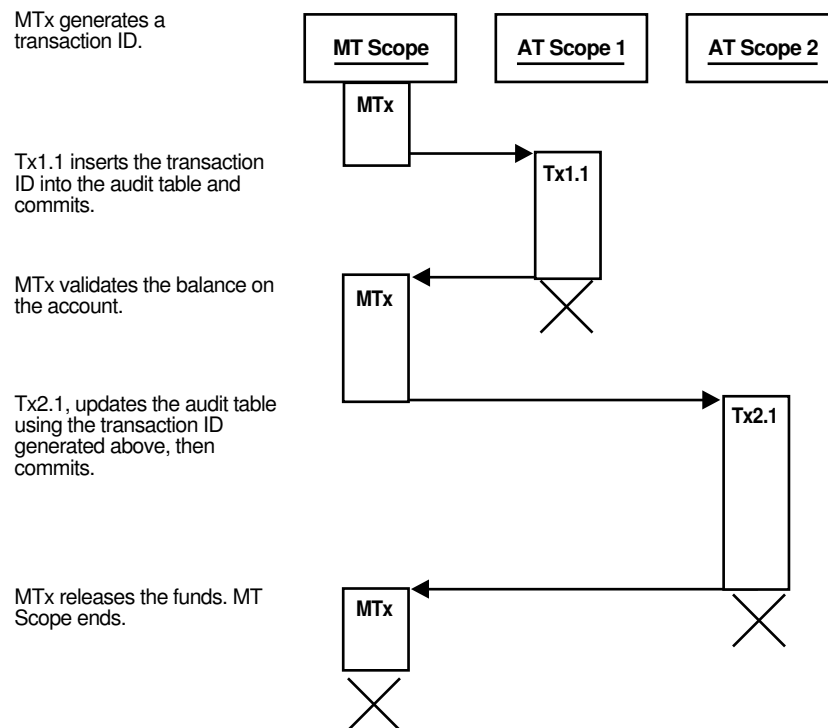 MTx generates a
transaction ID.
MT Scope
AT Scope 1
AT Scope 2
MTx
Tx1.1 inserts the transaction
ID into the audit table and
commits.
Tx1.1
MTx validates the balance on
the account.
MTx
Tx2.1, updates the audit table
using the transaction ID
generated above, then
commits.
Tx2.1
MTx releases the funds. MT
Scope ends.
MTx